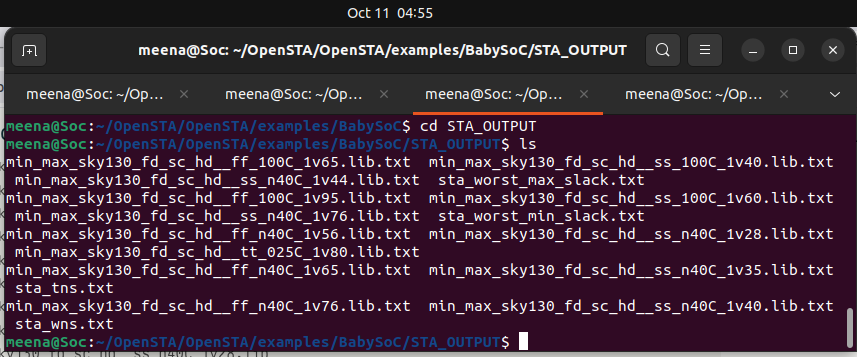 Oct 11 04:55
meena@Soc: ~/OpenSTA/OpenSTA/examples/BabySoC/STA_OUTPUT
meena@Soc: ~/Op... × meena@Soc: ~/Op... × meena@Soc: ~/Op... × meena@Soc: ~/Op... ×
meena@Soc:~/OpenSTA/OpenSTA/examples/BabySoC$ cd STA_OUTPUT
meena@Soc:~/OpenSTA/OpenSTA/examples/BabySoC/STA_OUTPUT$ ls
min_max_sky130_fd_sc_hd__ff_100C_1v65.lib.txt min_max_sky130_fd_sc_hd__ss_100C_1v40.lib.txt
min_max_sky130_fd_sc_hd__ss_n40C_1v44.lib.txt sta_worst_max_slack.txt
min_max_sky130_fd_sc_hd__ff_100C_1v95.lib.txt min_max_sky130_fd_sc_hd__ss_100C_1v60.lib.txt
min_max_sky130_fd_sc_hd__ss_n40C_1v76.lib.txt sta_worst_min_slack.txt
min_max_sky130_fd_sc_hd__ff_n40C_1v56.lib.txt min_max_sky130_fd_sc_hd__ss_n40C_1v28.lib.txt
min_max_sky130_fd_sc_hd__tt_025C_1v80.lib.txt
min_max_sky130_fd_sc_hd__ff_n40C_1v65.lib.txt min_max_sky130_fd_sc_hd__ss_n40C_1v35.lib.txt
sta_tns.txt
min_max_sky130_fd_sc_hd__ff_n40C_1v76.lib.txt min_max_sky130_fd_sc_hd__ss_n40C_1v40.lib.txt
sta_wns.txt
meena@Soc:~/OpenSTA/OpenSTA/examples/BabySoC/STA_OUTPUT$